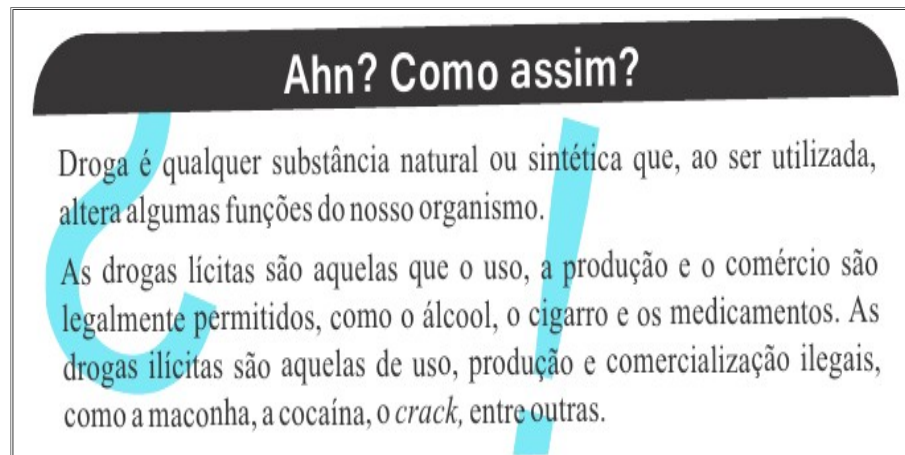 Ahn? Como assim?
Droga é qualquer substância natural ou sintética que, ao ser utilizada,
altera algumas funções do nosso organismo.
As drogas lícitas são aquelas que o uso, a produção e o comércio são
legalmente permitidos, como o álcool, o cigarro e os medicamentos. As
drogas ilícitas são aquelas de uso, produção e comercialização ilegais,
como a maconha, a cocaína, o crack, entre outras.